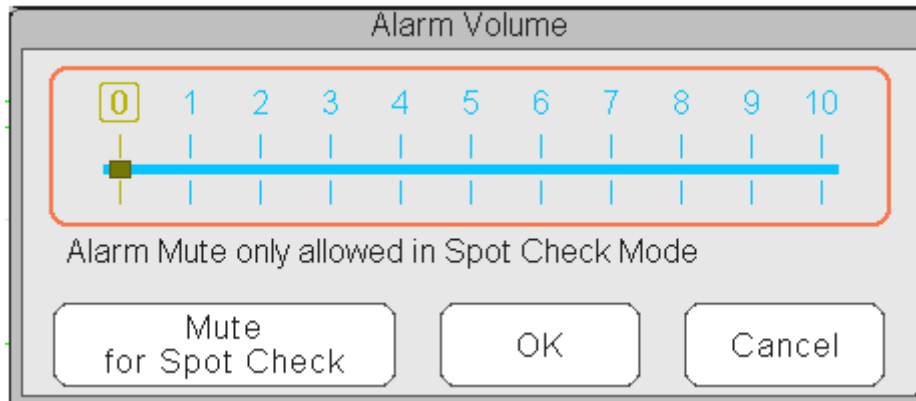 Alarm Volume
0 1 2 3 4 5 6 7 8 9 10
Alarm Mute only allowed in Spot Check Mode
Mute
for Spot Check
OK
Cancel